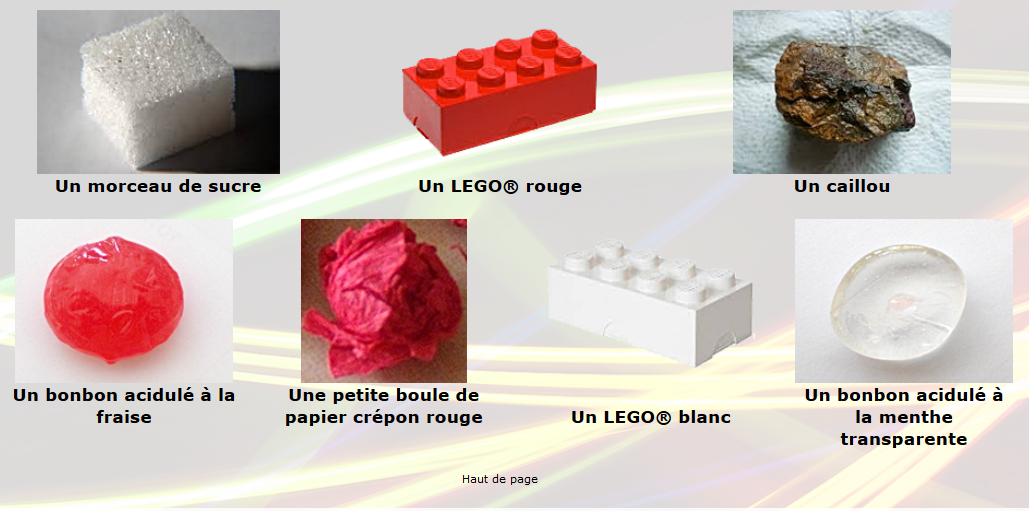 Un morceau de sucre
Un LEGO® rouge
Un caillou
Un bonbon acidulé à la
fraise
Une petite boule de
papier crépon rouge
Un LEGO® blanc
Un bonbon acidulé à
la menthe
transparente
Haut de page